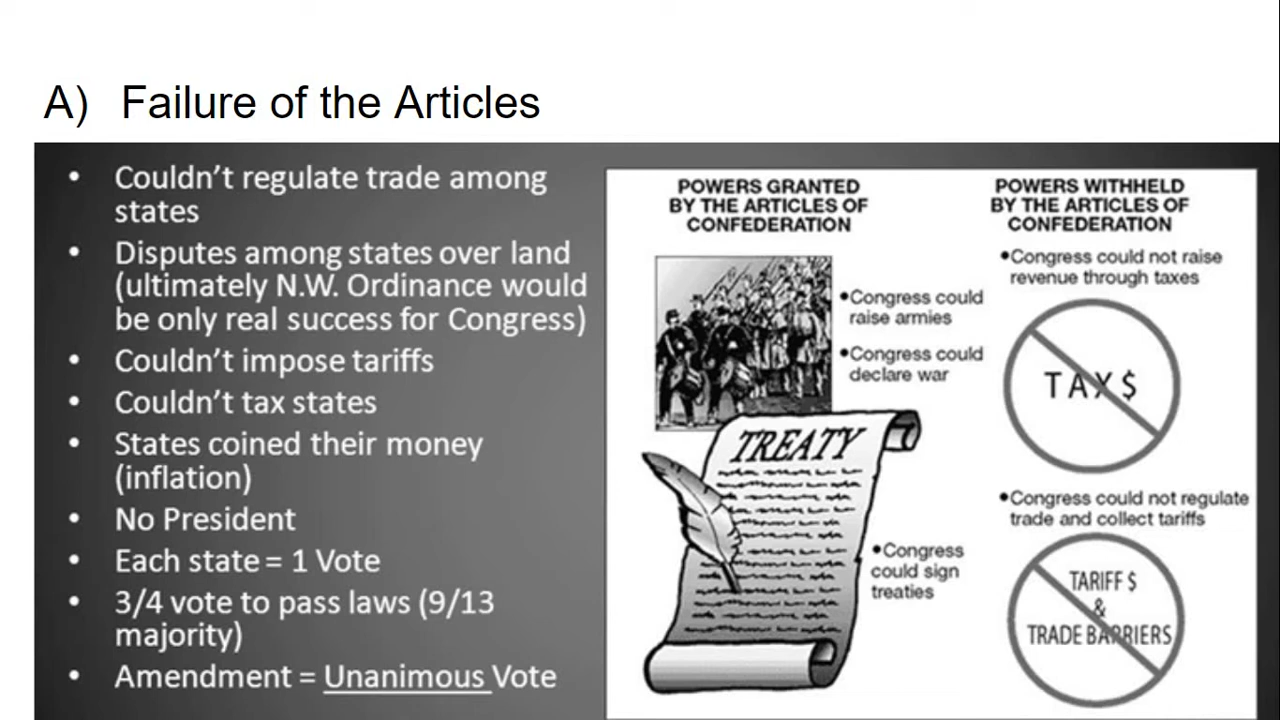 A) Failure of the Articles
• Couldn't regulate trade among
states
• Disputes among states over land
(ultimately N.W. Ordinance would
be only real success for Congress)
• Couldn't impose tariffs
• Couldn't tax states
• States coined their money
(inflation)
• No President
• Each state = 1 Vote
• 3/4 vote to pass laws (9/13
majority)
• Amendment = Unanimous Vote
POWERS GRANTED
BY THE ARTICLES OF
CONFEDERATION
•Congress could
raise armies
•Congress could
declare war
TREATY
•Congress
could sign
treaties
POWERS WITHHELD
BY THE ARTICLES OF
CONFEDERATION
•Congress could not raise
revenue through taxes
TAX $
•Congress could not regulate
trade and collect tariffs
TARIFF $
&
TRADE BARRIERS